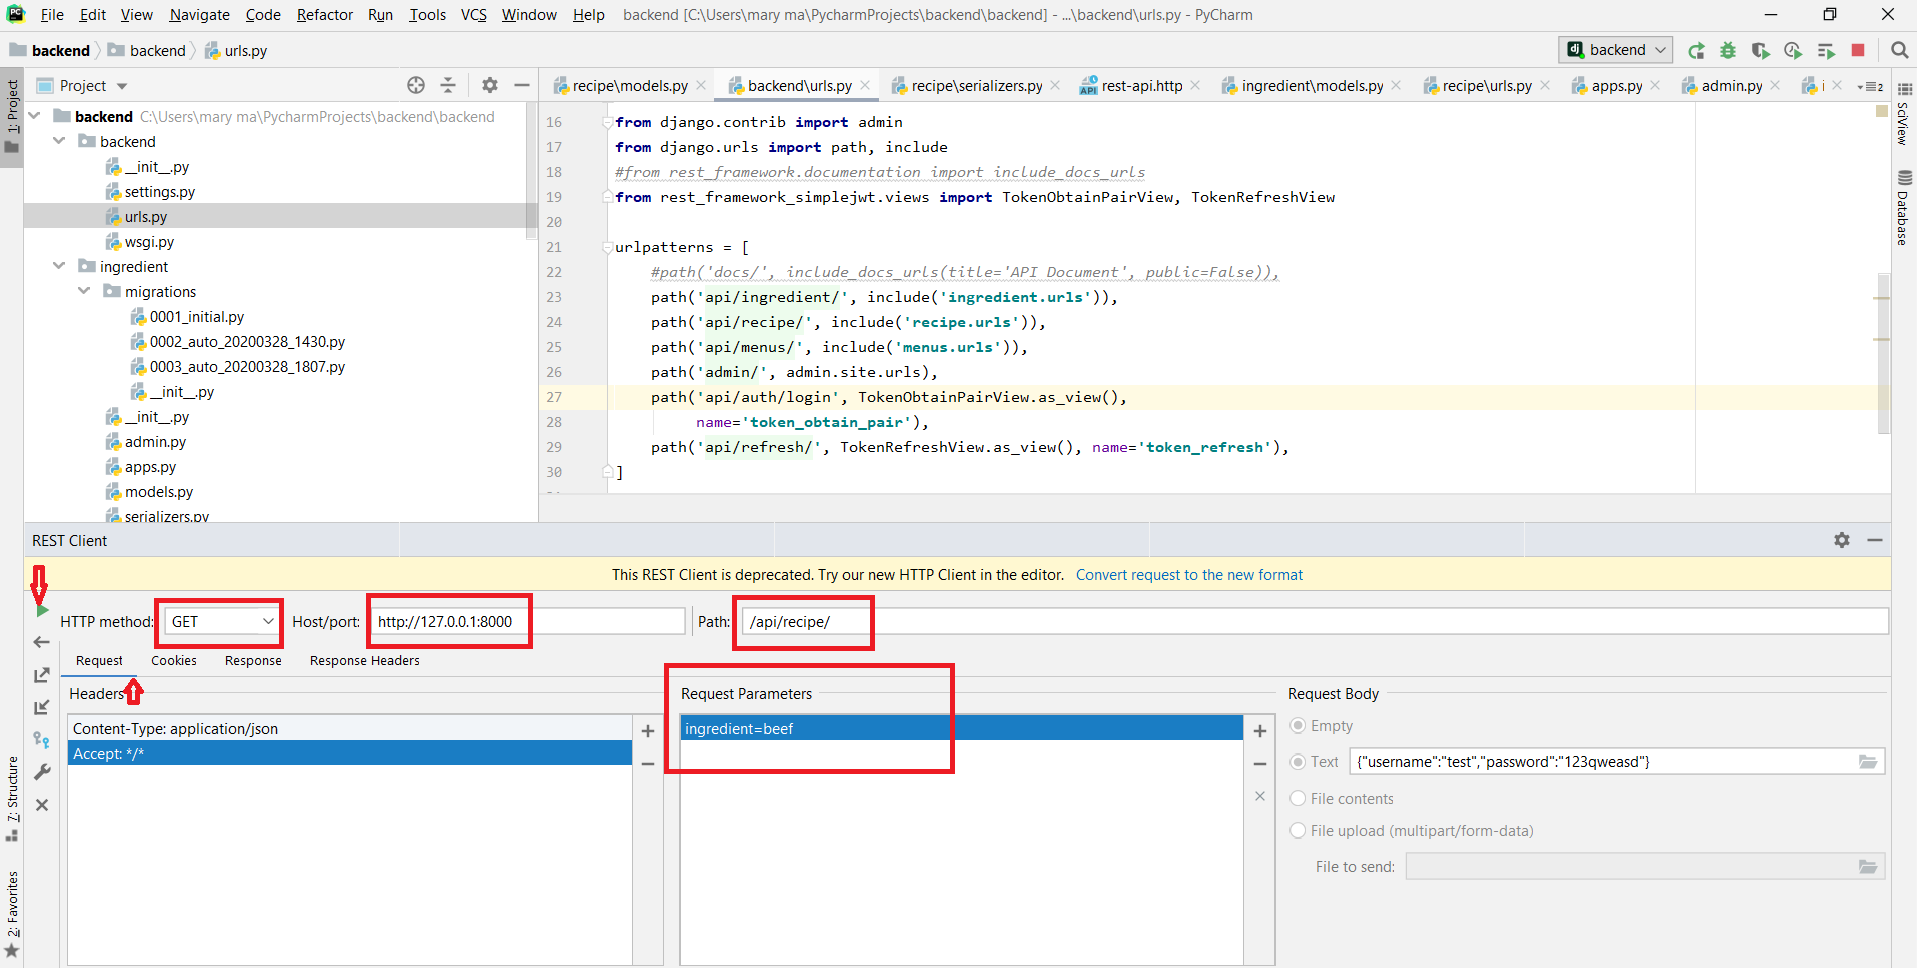 File Edit View Navigate Code Refactor Run Tools VCS Window Help backend [C:\Users\mary ma\PycharmProjects\backend\backend] - ...\backend\urls.py - PyCharm
backend backend urls.py
dj backend
Project
recipe\models.py backend\urls.py recipe\serializers.py rest-api.http ingredient\models.py recipe\urls.py apps.py admin.py i 2
1: Project
backend C:\Users\mary ma\PycharmProjects\backend\backend
backend
__init__.py
settings.py
urls.py
wsgi.py
ingredient
migrations
0001_initial.py
0002_auto_20200328_1430.py
0003_auto_20200328_1807.py
__init__.py
__init__.py
admin.py
apps.py
models.py
serializers.py
16 from django.contrib import admin
17 from django.urls import path, include
18 #from rest_framework.documentation import include_docs_urls
19 from rest_framework_simplejwt.views import TokenObtainPairView, TokenRefreshView
20
21 urlpatterns = [
22 #path('docs/', include_docs_urls(title='API Document', public=False)),
23 path('api/ingredient/', include('ingredient.urls')),
24 path('api/recipe/', include('recipe.urls')),
25 path('api/menus/', include('menus.urls')),
26 path('admin/', admin.site.urls),
27 path('api/auth/login', TokenObtainPairView.as_view(),
28 name='token_obtain_pair'),
29 path('api/refresh/', TokenRefreshView.as_view(), name='token_refresh'),
30 ]
SciView
Database
REST Client
This REST Client is deprecated. Try our new HTTP Client in the editor. Convert request to the new format
HTTP method: GET Host/port: http://127.0.0.1:8000 Path: /api/recipe/
Request Cookies Response Response Headers
Headers
Content-Type: application/json
Accept: */*
Request Parameters
ingredient=beef
Request Body
Empty
Text {"username":"test","password":"123qweasd"}
File contents
File upload (multipart/form-data)
File to send:
7: Structure
2: Favorites